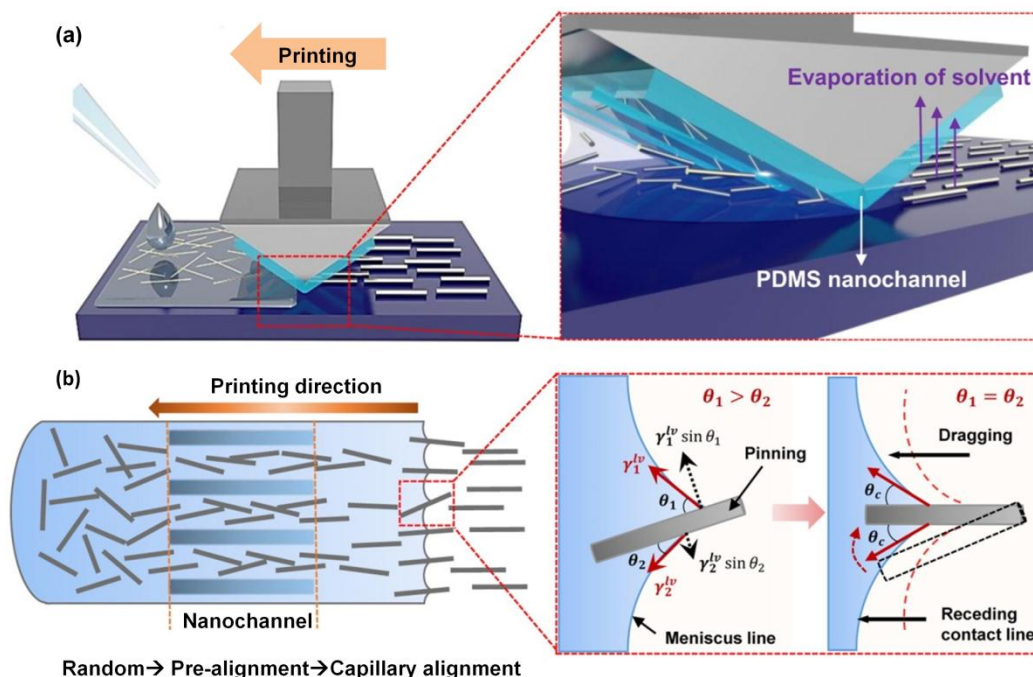 (a)
Printing
Evaporation of solvent
PDMS nanochannel
(b)
Printing direction
Nanochannel
Random→ Pre-alignment→Capillary alignment
θ₁ > θ₂
γ₁ˡᵛ sin θ₁
γ₁ˡᵛ
Pinning
θ₁
θ₂
γ₂ˡᵛ sin θ₂
γ₂ˡᵛ
Meniscus line
θ₁ = θ₂
Dragging
θc
θc
Receding
contact line